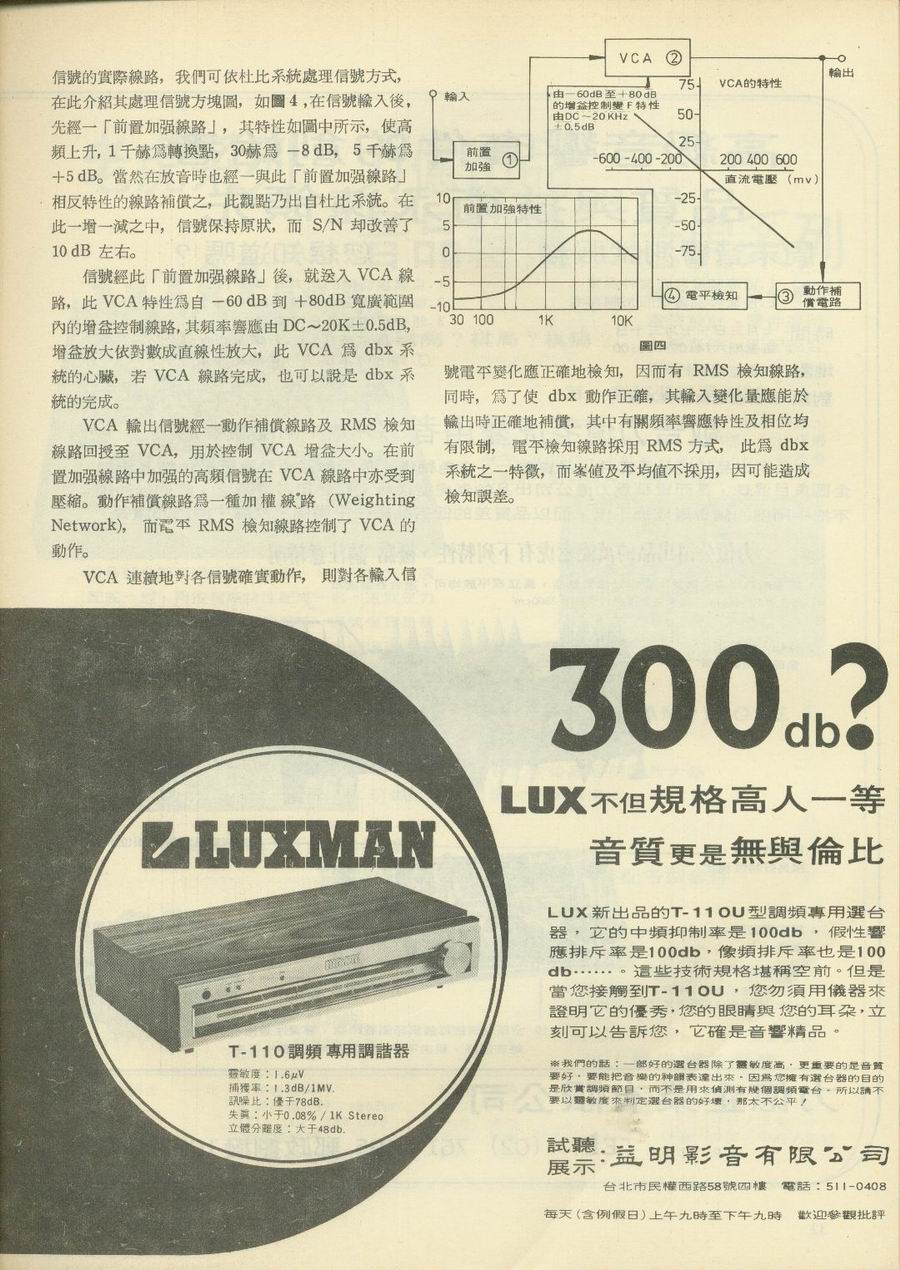 信號的實際線路，我們可依杜比系統處理信號方式，
在此介紹其處理信號方塊圖，如圖4，在信號輸入後，
先經一「前置加强線路」，其特性如圖中所示，使高
頻上升，1千赫爲轉換點，30赫爲 －8 dB， 5 千赫爲
+5 dB。當然在放音時也經一與此「前置加强線路」
相反特性的線路補償之，此觀點乃出自杜比系統。在
此一增一減之中，信號保持原狀，而 S/N 却改善了
10 dB 左右。
信號經此「前置加强線路」後，就送入 VCA 線
路，此 VCA 特性爲自 －60 dB 到 ＋80dB 寬廣範圍
內的增益控制線路，其頻率響應由 DC～20K±0.5dB,
增益放大依對數成直線性放大，此 VCA 爲 dbx 系
統的心臟，若 VCA 線路完成，也可以說是 dbx 系
統的完成。
VCA 輸出信號經一動作補償線路及 RMS 檢知
線路回授至 VCA，用於控制 VCA 增益大小。在前
置加强線路中加强的高頻信號在 VCA 線路中亦受到
壓縮。動作補償線路爲一種加權線路 (Weighting
Network)， 而電平 RMS 檢知線路控制了 VCA 的
動作。
VCA 連續地對各信號確實動作， 則對各輸入信
輸入
前置
加強
①
VCA ②
輸出
由－60dB 至＋80dB
的增益控制變 F 特性
由DC～20 KHz
±0.5dB
VCA的特性
75
50
25
-600 -400 -200
200 400 600
直流電壓 (mv)
-25
-50
-75
前置加強特性
10
5
0
-5
-10
30 100 1K 10K
④ 電平檢知
③ 動作補
償電路
圖四
號電平變化應正確地檢知，因而有 RMS 檢知線路，
同時，爲了使 dbx 動作正確，其輸入變化量應能於
輸出時正確地補償，其中有關頻率響應特性及相位均
有限制， 電平檢知線路採用 RMS 方式， 此爲 dbx
系統之一特徵，而峯值及平均值不採用，因可能造成
檢知誤差。
300db?
LUX不但規格高人一等
音質更是無與倫比
LUX新出品的T-110U型調頻專用選台
器，它的中頻抑制率是100db，假性響
應排斥率是100db，像頻排斥率也是100
db……。這些技術規格堪稱空前。但是
當您接觸到T-110U，您勿須用儀器來
證明它的優秀，您的眼睛與您的耳朶，立
刻可以告訴您，它確是音響精品。
※我們的話：一部好的選台器除了靈敏度高，更重要的是音質
要好，要能把音樂的神韻表達出來，因爲您擁有選台器的目的
是欣賞調頻節目，而不是用來偵測有幾個調頻電台。所以請不
要以靈敏度來判定選台器的好壞，那太不公平！
試聽
展示：益明影音有限公司
台北市民權西路58號四樓 電話：511-0408
每天(含例假日)上午九時至下午九時 歡迎參觀批評
LUXMAN
T-110調頻專用調諧器
靈敏度：1.6μV
捕獲率：1.3dB/1MV.
訊噪比：優于78dB.
失眞：小于0.08% / 1K Stereo
立體分離度：大于48db.